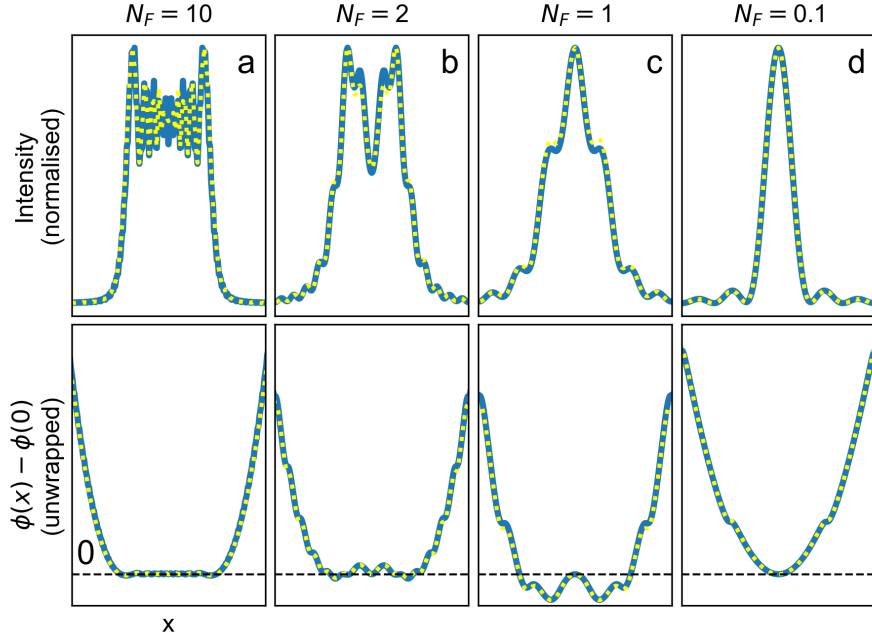 N_F = 10
N_F = 2
N_F = 1
N_F = 0.1
Intensity
(normalised)
a
b
c
d
ϕ(x) − ϕ(0)
(unwrapped)
0
x